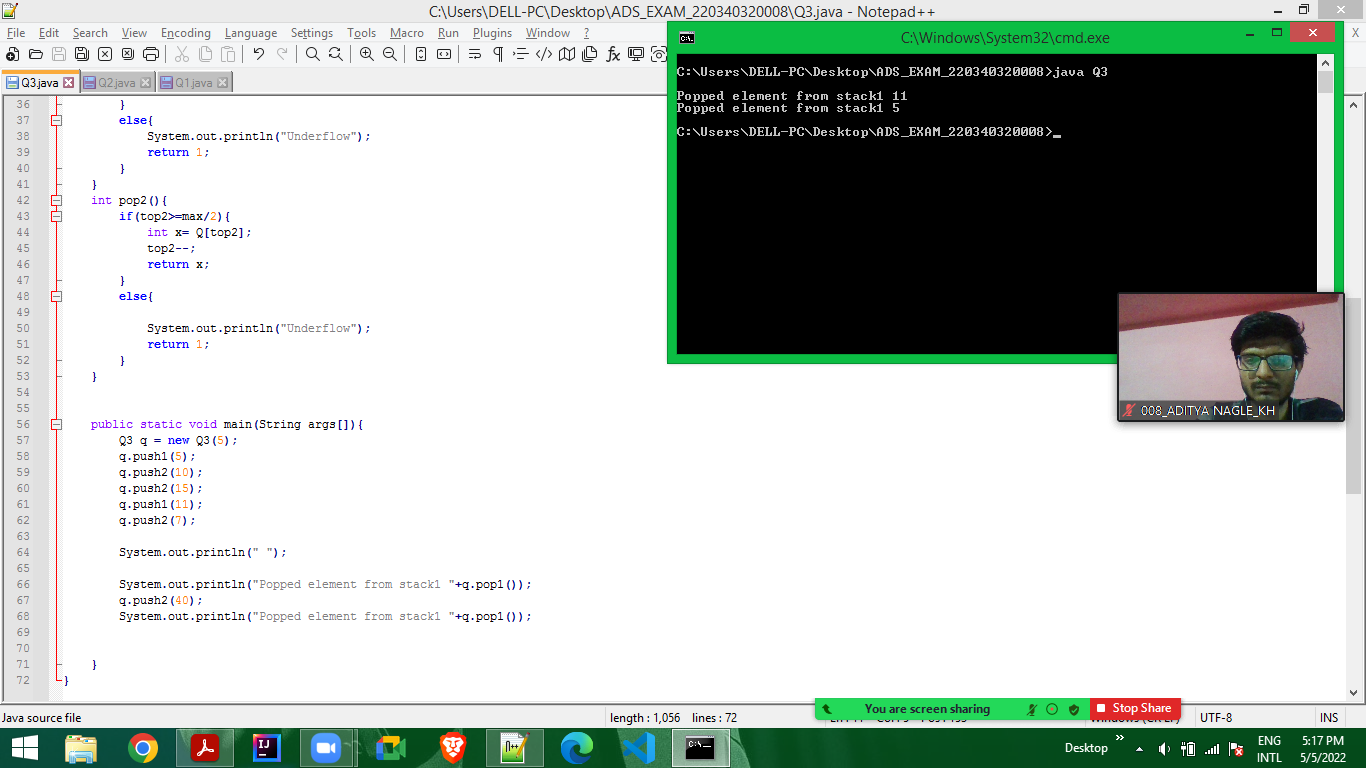 C:\Users\DELL-PC\Desktop\ADS_EXAM_220340320008\Q3.java - Notepad++
File Edit Search View Encoding Language Settings Tools Macro Run Plugins Window ?
Q3.java Q2.java Q1.java
36 }
37 else{
38 System.out.println("Underflow");
39 return 1;
40 }
41 }
42 int pop2(){
43 if(top2>=max/2){
44 int x= Q[top2];
45 top2--;
46 return x;
47 }
48 else{
49
50 System.out.println("Underflow");
51 return 1;
52 }
53 }
54
55
56 public static void main(String args[]){
57 Q3 q = new Q3(5);
58 q.push1(5);
59 q.push2(10);
60 q.push2(15);
61 q.push1(11);
62 q.push2(7);
63
64 System.out.println(" ");
65
66 System.out.println("Popped element from stack1 "+q.pop1());
67 q.push2(40);
68 System.out.println("Popped element from stack1 "+q.pop1());
69
70
71 }
72 }
C:\Windows\System32\cmd.exe
C:\Users\DELL-PC\Desktop\ADS_EXAM_220340320008>java Q3
Popped element from stack1 11
Popped element from stack1 5
C:\Users\DELL-PC\Desktop\ADS_EXAM_220340320008>_
008_ADITYA NAGLE_KH
You are screen sharing Stop Share
Java source file length : 1,056 lines : 72 UTF-8 INS
Desktop ENG 5:17 PM
INTL 5/5/2022